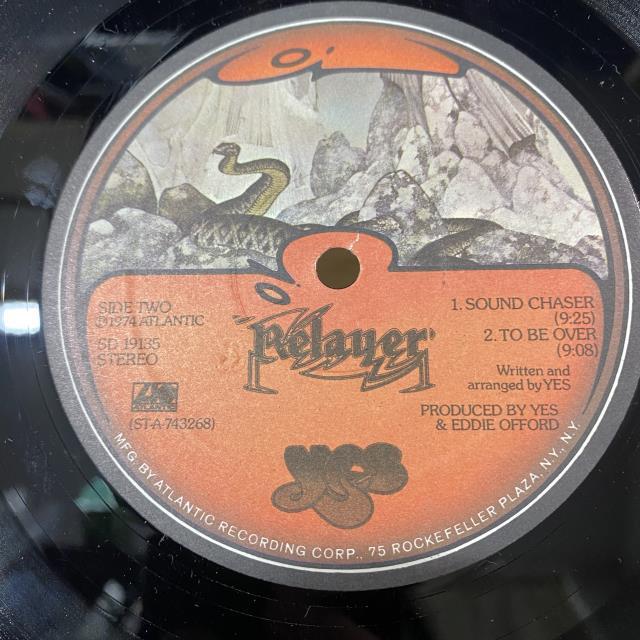 SIDE TWO
℗1974 ATLANTIC
SD 19135
STEREO
ATLANTIC
(ST-A-743268)
Relayer
1. SOUND CHASER
(9:25)
2. TO BE OVER
(9:08)
Written and
arranged by YES
PRODUCED BY YES
& EDDIE OFFORD
YES
MFG. BY ATLANTIC RECORDING CORP., 75 ROCKEFELLER PLAZA, N.Y. N.Y.